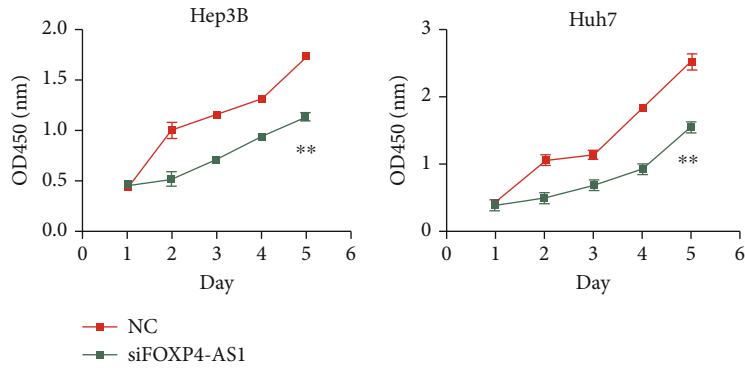 Hep3B
2.0
1.5
1.0
0.5
0.0
OD450 (nm)
**
0 1 2 3 4 5 6
Day
Huh7
3
2
1
0
OD450 (nm)
**
0 1 2 3 4 5 6
Day
NC
siFOXP4-AS1